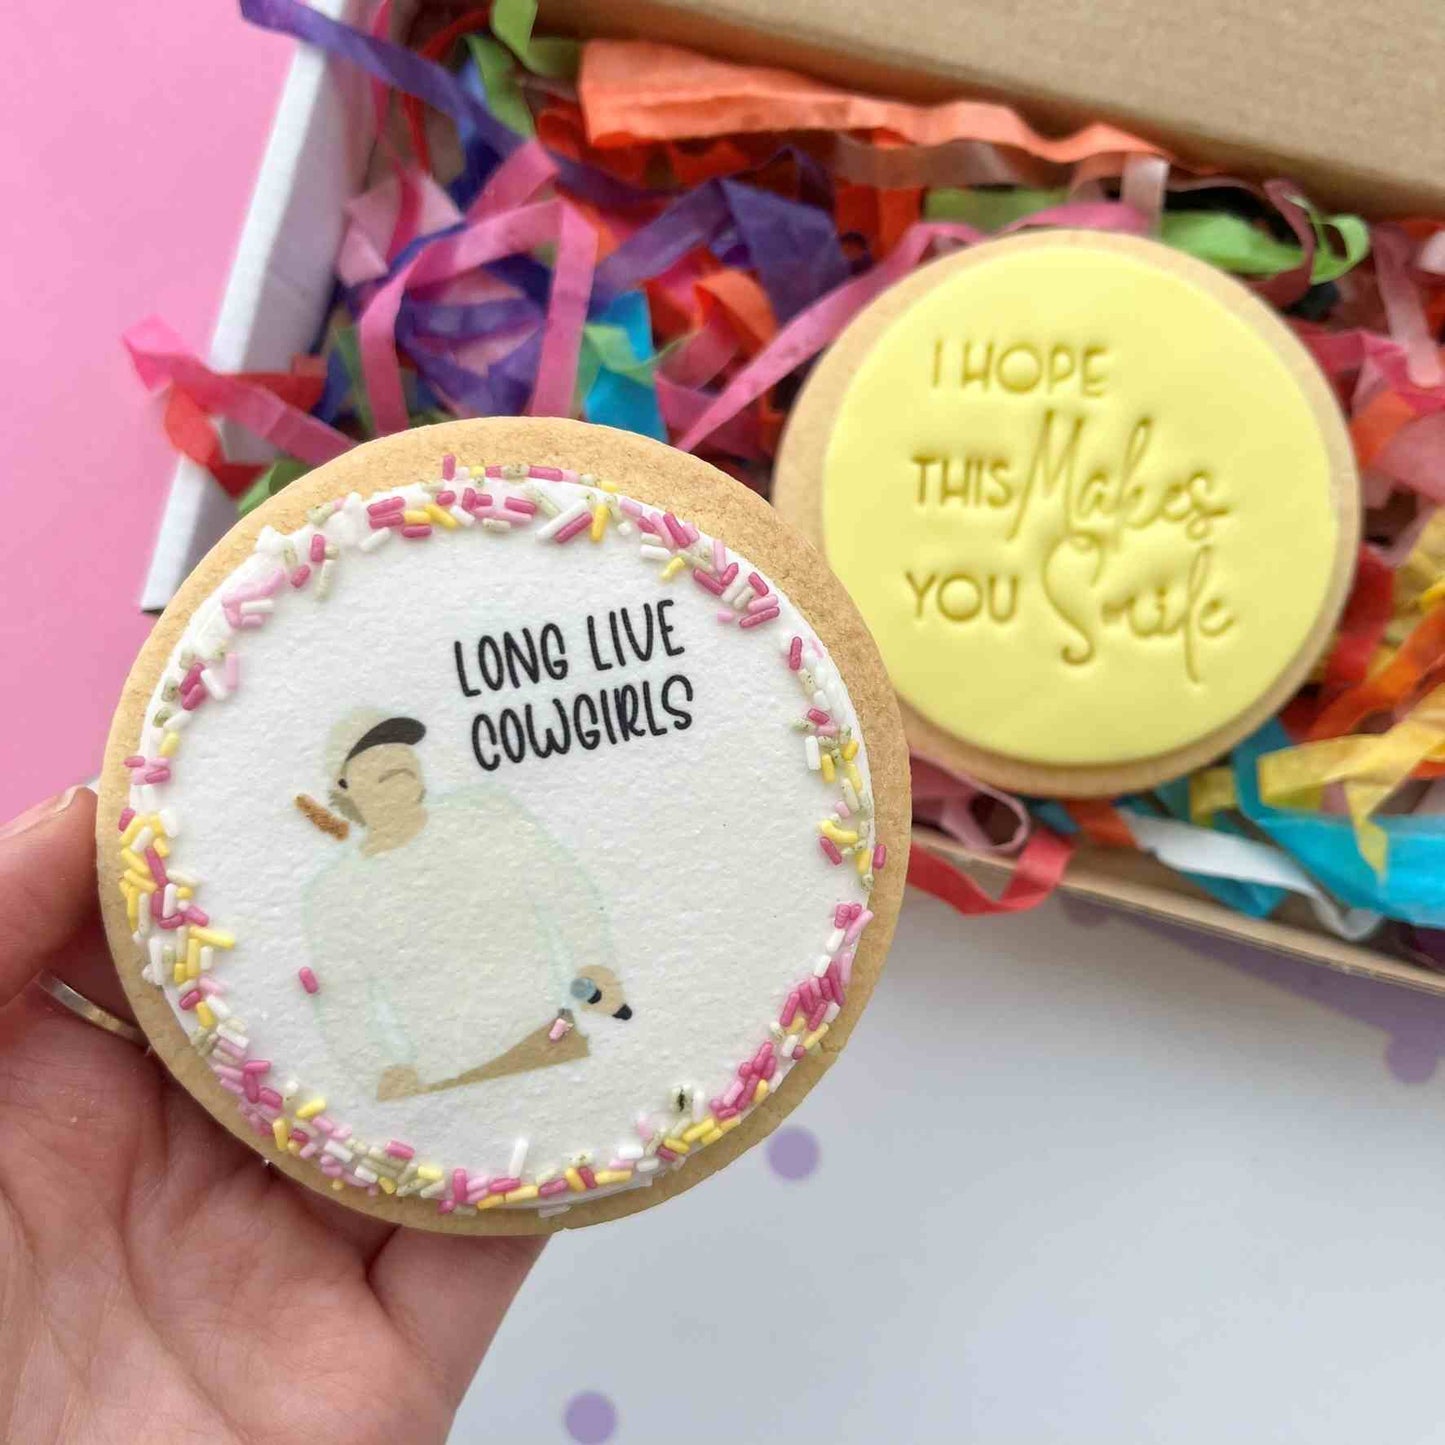 LONG LIVE
COWGIRLS
I HOPE
THIS Makes
YOU Smile